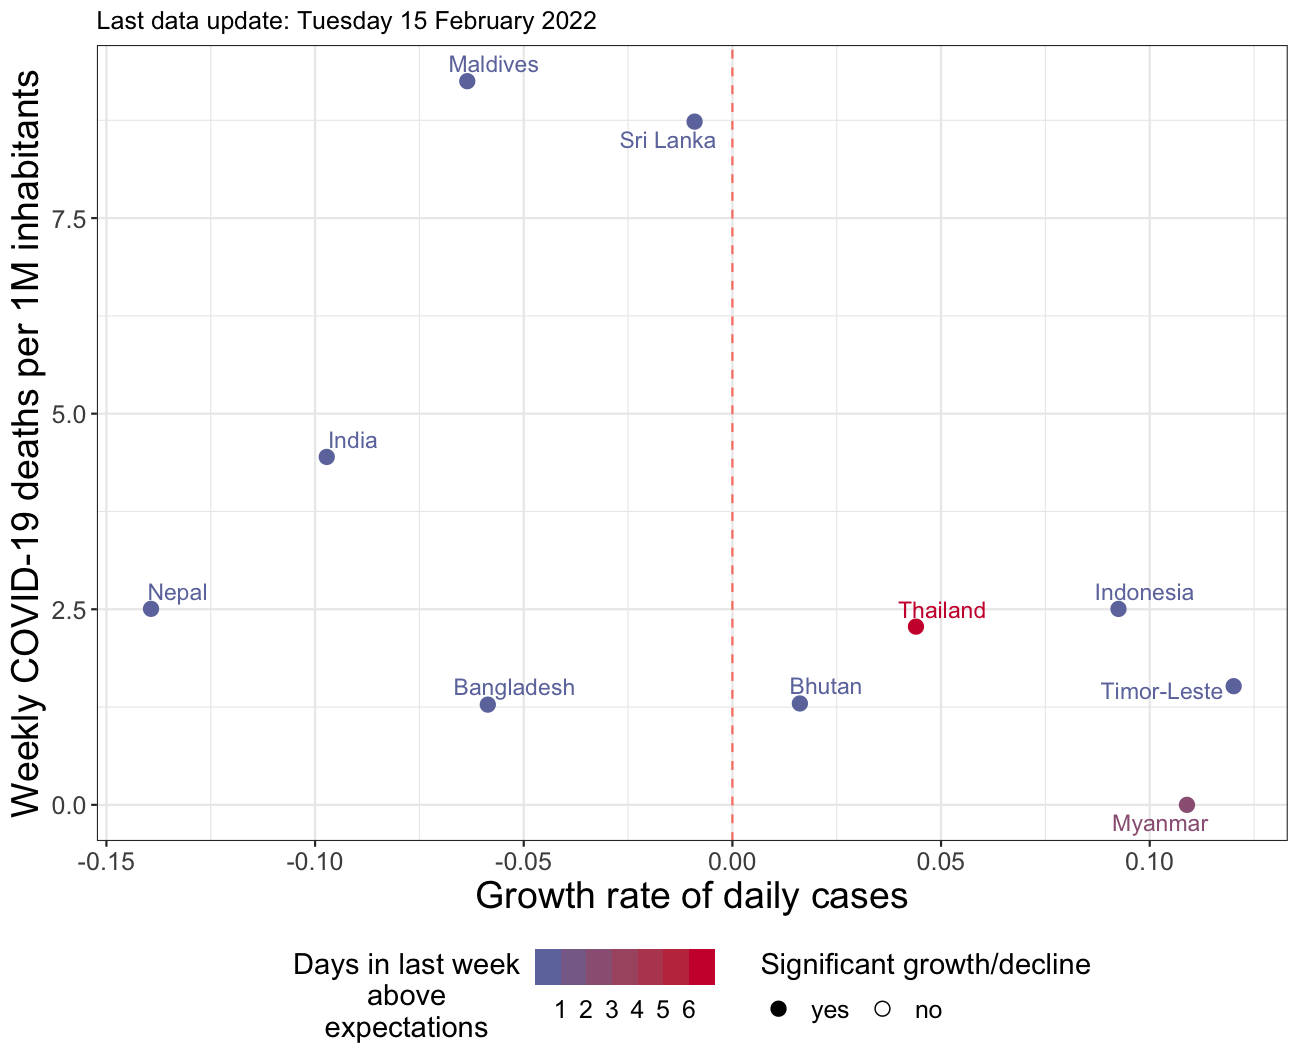 Last data update: Tuesday 15 February 2022
Maldives
Sri Lanka
India
Nepal
Indonesia
Thailand
Timor-Leste
Bangladesh
Bhutan
Myanmar
Weekly COVID-19 deaths per 1M inhabitants
7.5
5.0
2.5
0.0
-0.15 -0.10 -0.05 0.00 0.05 0.10
Growth rate of daily cases
Days in last week
above
expectations
1 2 3 4 5 6
Significant growth/decline
yes no